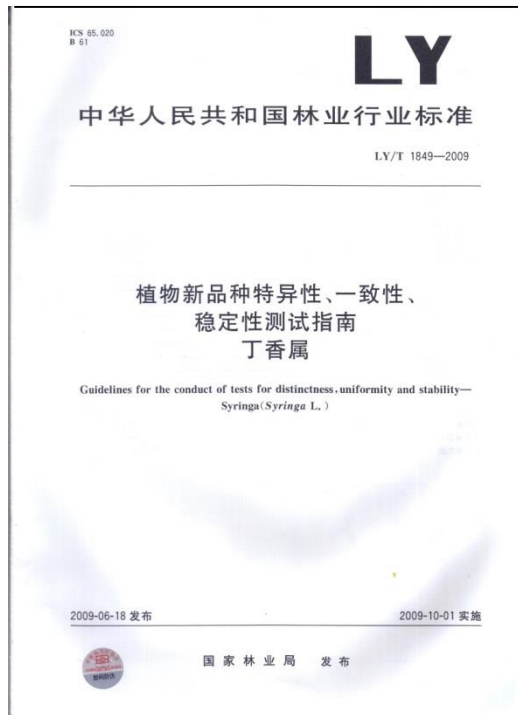 ICS 65.020
B 61
LY
中华人民共和国林业行业标准
LY/T 1849—2009
植物新品种特异性、一致性、
稳定性测试指南
丁香属
Guidelines for the conduct of tests for distinctness, uniformity and stability—
Syringa(Syringa L.)
2009-06-18 发布
2009-10-01 实施
国家林业局 发布